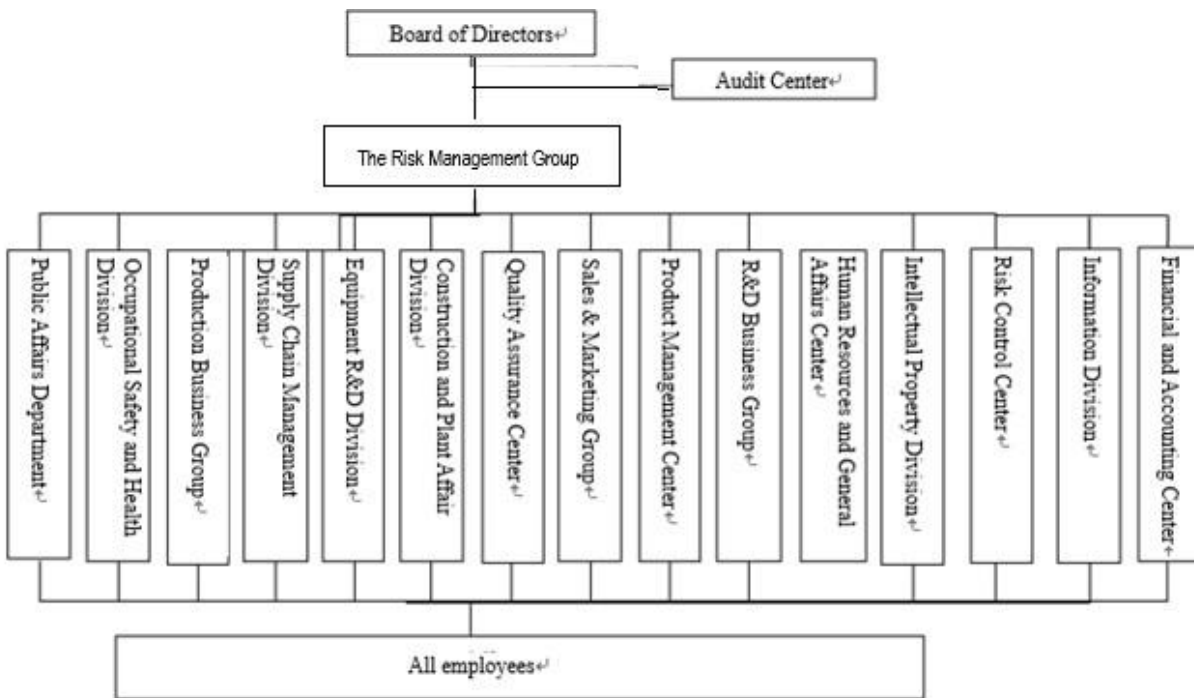 Board of Directors↵
Audit Center↵
The Risk Management Group
Public Affairs Department↵
Occupational Safety and Health
Division↵
Production Business Group↵
Supply Chain Management
Division↵
Equipment R&D Division↵
Construction and Plant Affair
Division↵
Quality Assurance Center↵
Sales & Marketing Group↵
Product Management Center↵
R&D Business Group↵
Human Resources and General
Affairs Center↵
Intellectual Property Division↵
Risk Control Center↵
Information Division↵
Financial and Accounting Center↵
All employees↵